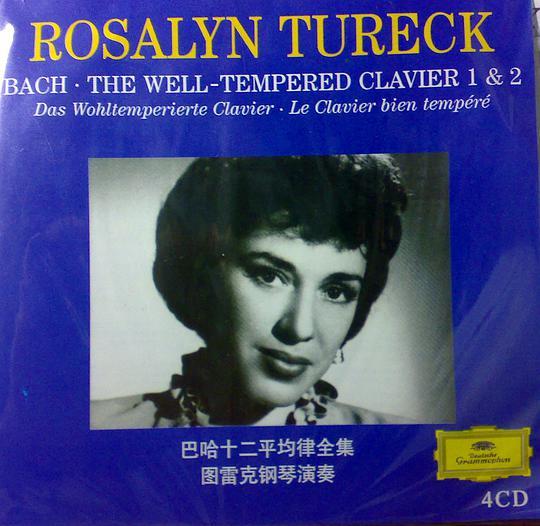 ROSALYN TURECK
BACH · THE WELL-TEMPERED CLAVIER 1 & 2
Das Wohltemperierte Clavier · Le Clavier bien tempéré
巴哈十二平均律全集
图雷克钢琴演奏
Deutsche
Grammophon
4CD